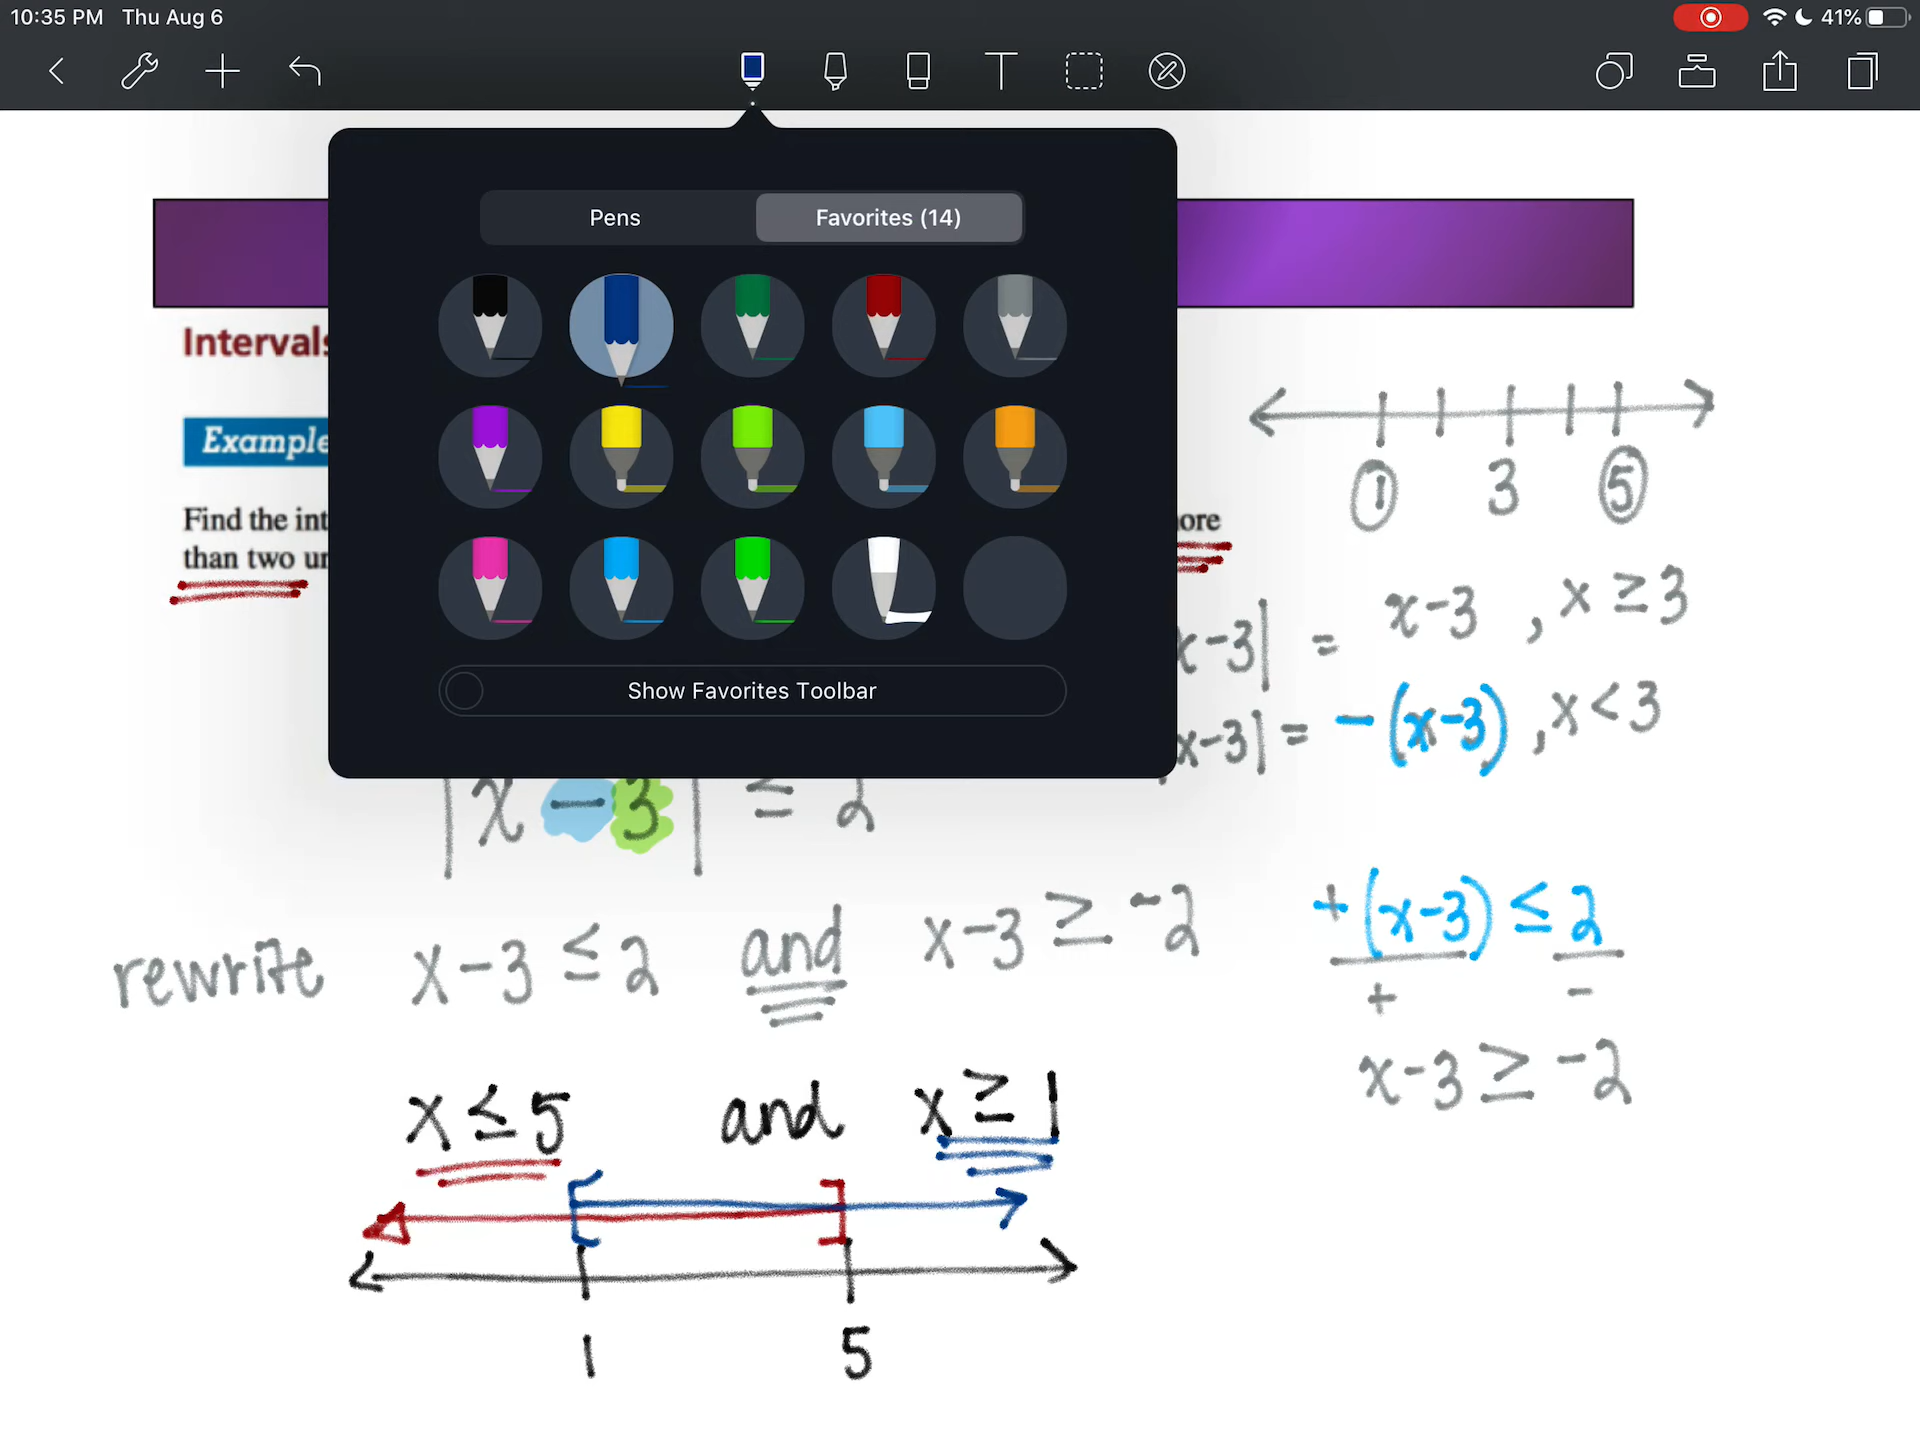 10:35 PM Thu Aug 6
41%
Pens
Favorites (14)
Show Favorites Toolbar
Intervals
Example
Find the int
ore
than two un
1 3 5
x-3| = x-3 , x ≥ 3
x-3| = -(x-3) , x < 3
|x - 3| ≤ 2
rewrite x-3 ≤ 2 and x-3 ≥ -2
+(x-3) ≤ 2
+ -
x-3 ≥ -2
x ≤ 5 and x ≥ 1
1 5